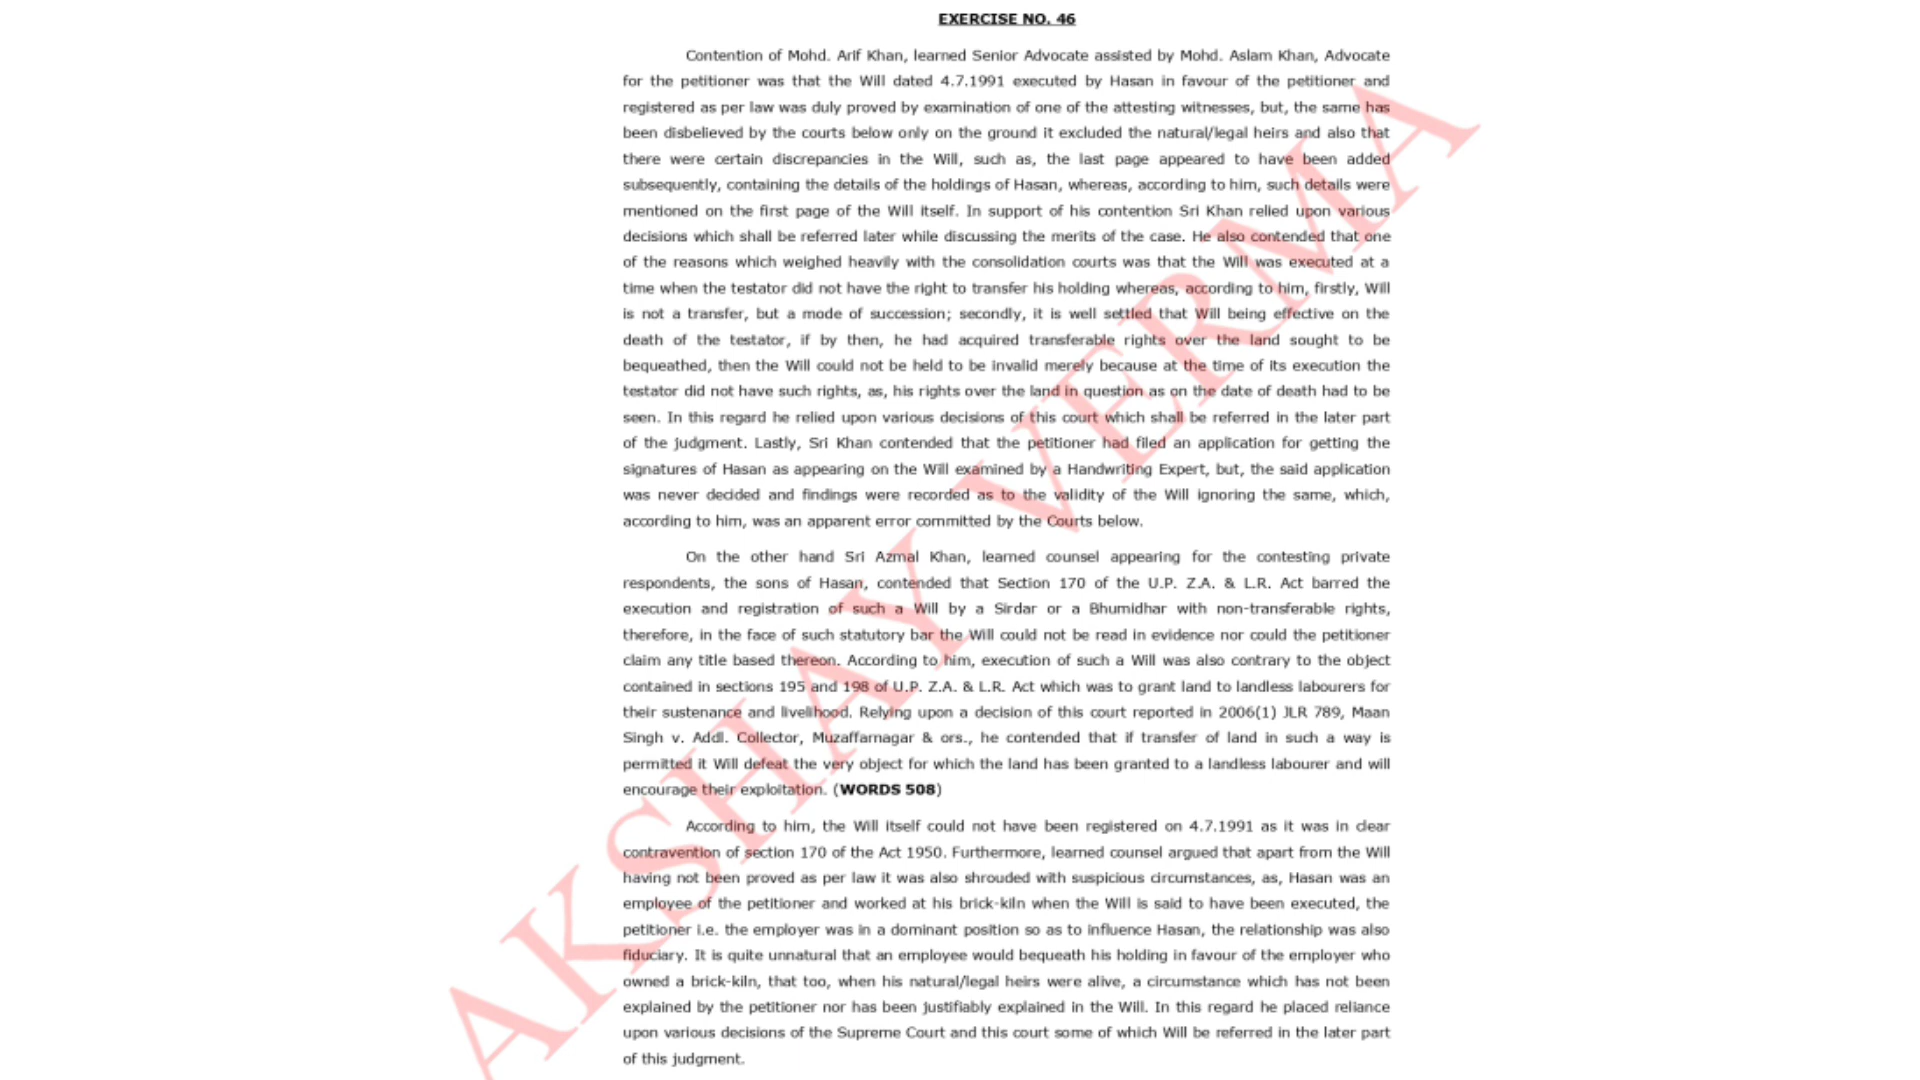 EXERCISE NO. 46
Contention of Mohd. Arif Khan, learned Senior Advocate assisted by Mohd. Aslam Khan, Advocate
for the petitioner was that the Will dated 4.7.1991 executed by Hasan in favour of the petitioner and
registered as per law was duly proved by examination of one of the attesting witnesses, but, the same has
been disbelieved by the courts below only on the ground it excluded the natural/legal heirs and also that
there were certain discrepancies in the Will, such as, the last page appeared to have been added
subsequently, containing the details of the holdings of Hasan, whereas, according to him, such details were
mentioned on the first page of the Will itself. In support of his contention Sri Khan relied upon various
decisions which shall be referred later while discussing the merits of the case. He also contended that one
of the reasons which weighed heavily with the consolidation courts was that the Will was executed at a
time when the testator did not have the right to transfer his holding whereas, according to him, firstly, Will
is not a transfer, but a mode of succession; secondly, it is well settled that Will being effective on the
death of the testator, if by then, he had acquired transferable rights over the land sought to be
bequeathed, then the Will could not be held to be invalid merely because at the time of its execution the
testator did not have such rights, as, his rights over the land in question as on the date of death had to be
seen. In this regard he relied upon various decisions of this court which shall be referred in the later part
of the judgment. Lastly, Sri Khan contended that the petitioner had filed an application for getting the
signatures of Hasan as appearing on the Will examined by a Handwriting Expert, but, the said application
was never decided and findings were recorded as to the validity of the Will ignoring the same, which,
according to him, was an apparent error committed by the Courts below.
On the other hand Sri Azmal Khan, learned counsel appearing for the contesting private
respondents, the sons of Hasan, contended that Section 170 of the U.P. Z.A. & L.R. Act barred the
execution and registration of such a Will by a Sirdar or a Bhumidhar with non-transferable rights,
therefore, in the face of such statutory bar the Will could not be read in evidence nor could the petitioner
claim any title based thereon. According to him, execution of such a Will was also contrary to the object
contained in sections 195 and 198 of U.P. Z.A. & L.R. Act which was to grant land to landless labourers for
their sustenance and livelihood. Relying upon a decision of this court reported in 2006(1) JLR 789, Maan
Singh v. Addl. Collector, Muzaffarnagar & ors., he contended that if transfer of land in such a way is
permitted it Will defeat the very object for which the land has been granted to a landless labourer and will
encourage their exploitation. (WORDS 508)
According to him, the Will itself could not have been registered on 4.7.1991 as it was in clear
contravention of section 170 of the Act 1950. Furthermore, learned counsel argued that apart from the Will
having not been proved as per law it was also shrouded with suspicious circumstances, as, Hasan was an
employee of the petitioner and worked at his brick-kiln when the Will is said to have been executed, the
petitioner i.e. the employer was in a dominant position so as to influence Hasan, the relationship was also
fiduciary. It is quite unnatural that an employee would bequeath his holding in favour of the employer who
owned a brick-kiln, that too, when his natural/legal heirs were alive, a circumstance which has not been
explained by the petitioner nor has been justifiably explained in the Will. In this regard he placed reliance
upon various decisions of the Supreme Court and this court some of which Will be referred in the later part
of this judgment.
AKSHAY VERMA